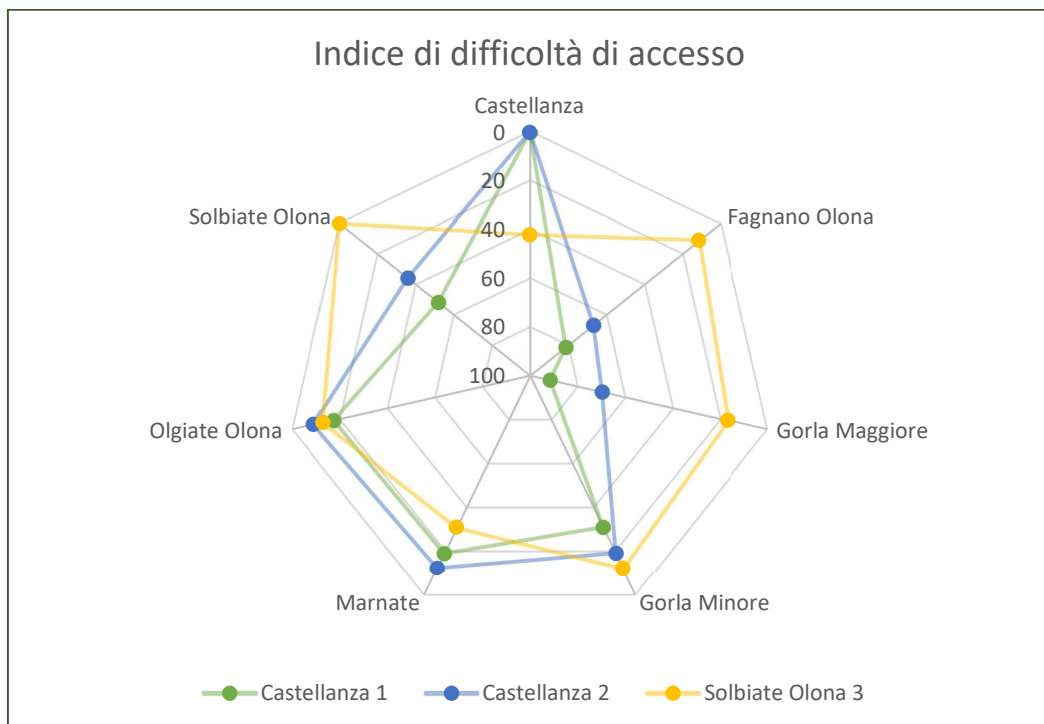 Indice di difficoltà di accesso
Castellanza
0
20
40
60
80
100
Fagnano Olona
Gorla Maggiore
Gorla Minore
Marnate
Olgiate Olona
Solbiate Olona
Castellanza 1
Castellanza 2
Solbiate Olona 3